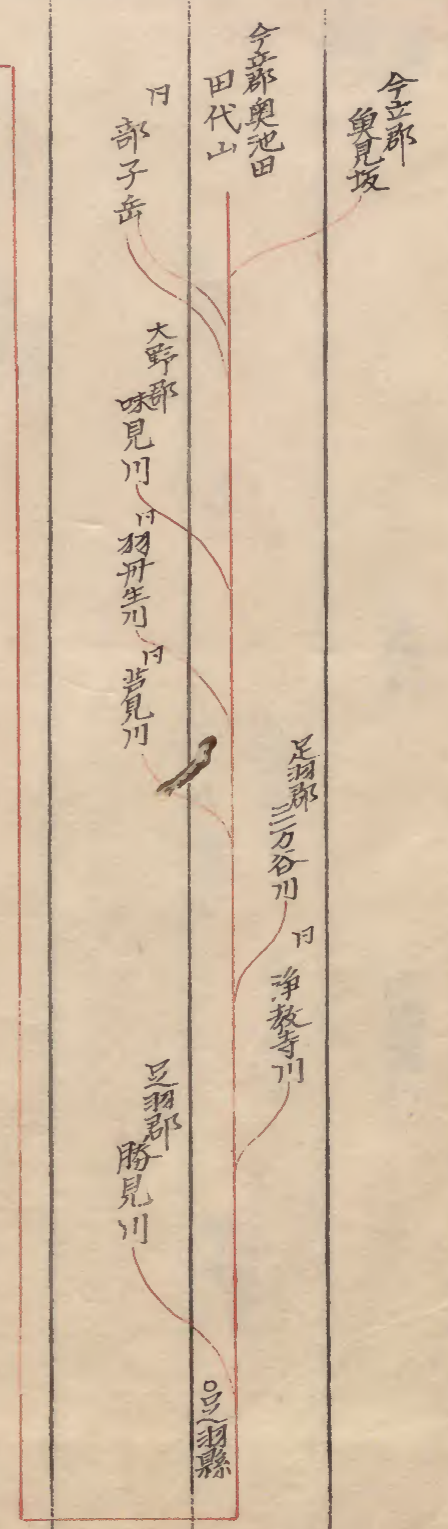 今立郡
魚見坂
今立郡奥池田
田代山
同
部子岳
大野郡
味見川
同
羽丹生川
同
芦見川
足羽郡
三万谷川
同
浄教寺川
足羽郡
勝見川
足羽縣